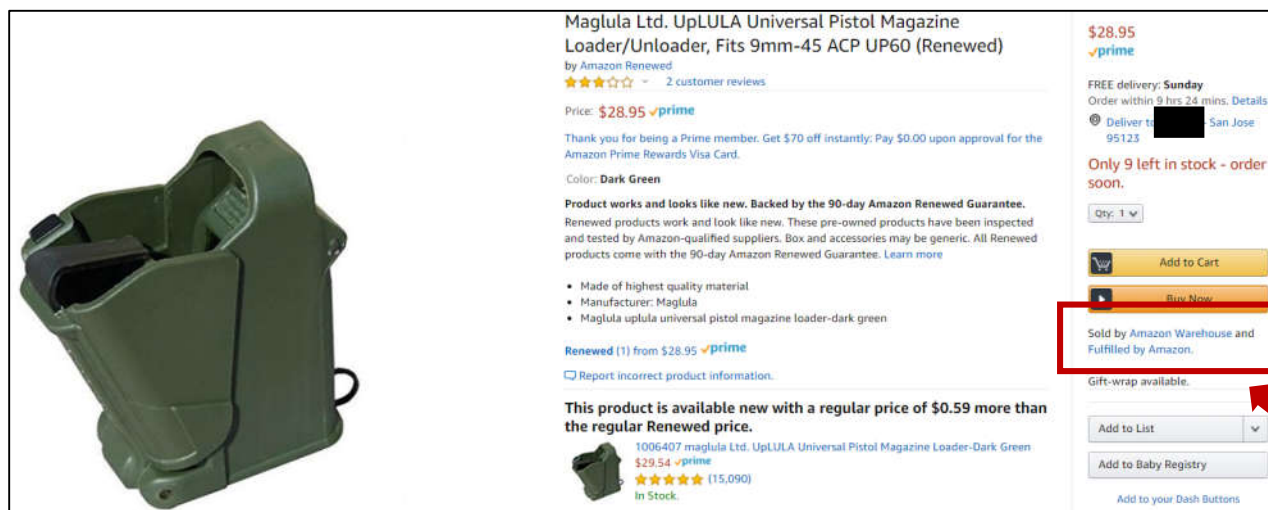 Maglula Ltd. UpLULA Universal Pistol Magazine
Loader/Unloader, Fits 9mm-45 ACP UP60 (Renewed)
by Amazon Renewed
2 customer reviews
Price: $28.95 prime
Thank you for being a Prime member. Get $70 off instantly: Pay $0.00 upon approval for the
Amazon Prime Rewards Visa Card.
Color: Dark Green
Product works and looks like new. Backed by the 90-day Amazon Renewed Guarantee.
Renewed products work and look like new. These pre-owned products have been inspected
and tested by Amazon-qualified suppliers. Box and accessories may be generic. All Renewed
products come with the 90-day Amazon Renewed Guarantee. Learn more
• Made of highest quality material
• Manufacturer: Maglula
• Maglula uplula universal pistol magazine loader-dark green
Renewed (1) from $28.95 prime
Report incorrect product information.
This product is available new with a regular price of $0.59 more than
the regular Renewed price.
1006407 maglula Ltd. UpLULA Universal Pistol Magazine Loader-Dark Green
$29.54 prime
(15,090)
In Stock.
$28.95
prime
FREE delivery: Sunday
Order within 9 hrs 24 mins. Details
Deliver to - San Jose
95123
Only 9 left in stock - order
soon.
Qty: 1
Add to Cart
Buy Now
Sold by Amazon Warehouse and
Fulfilled by Amazon.
Gift-wrap available.
Add to List
Add to Baby Registry
Add to your Dash Buttons